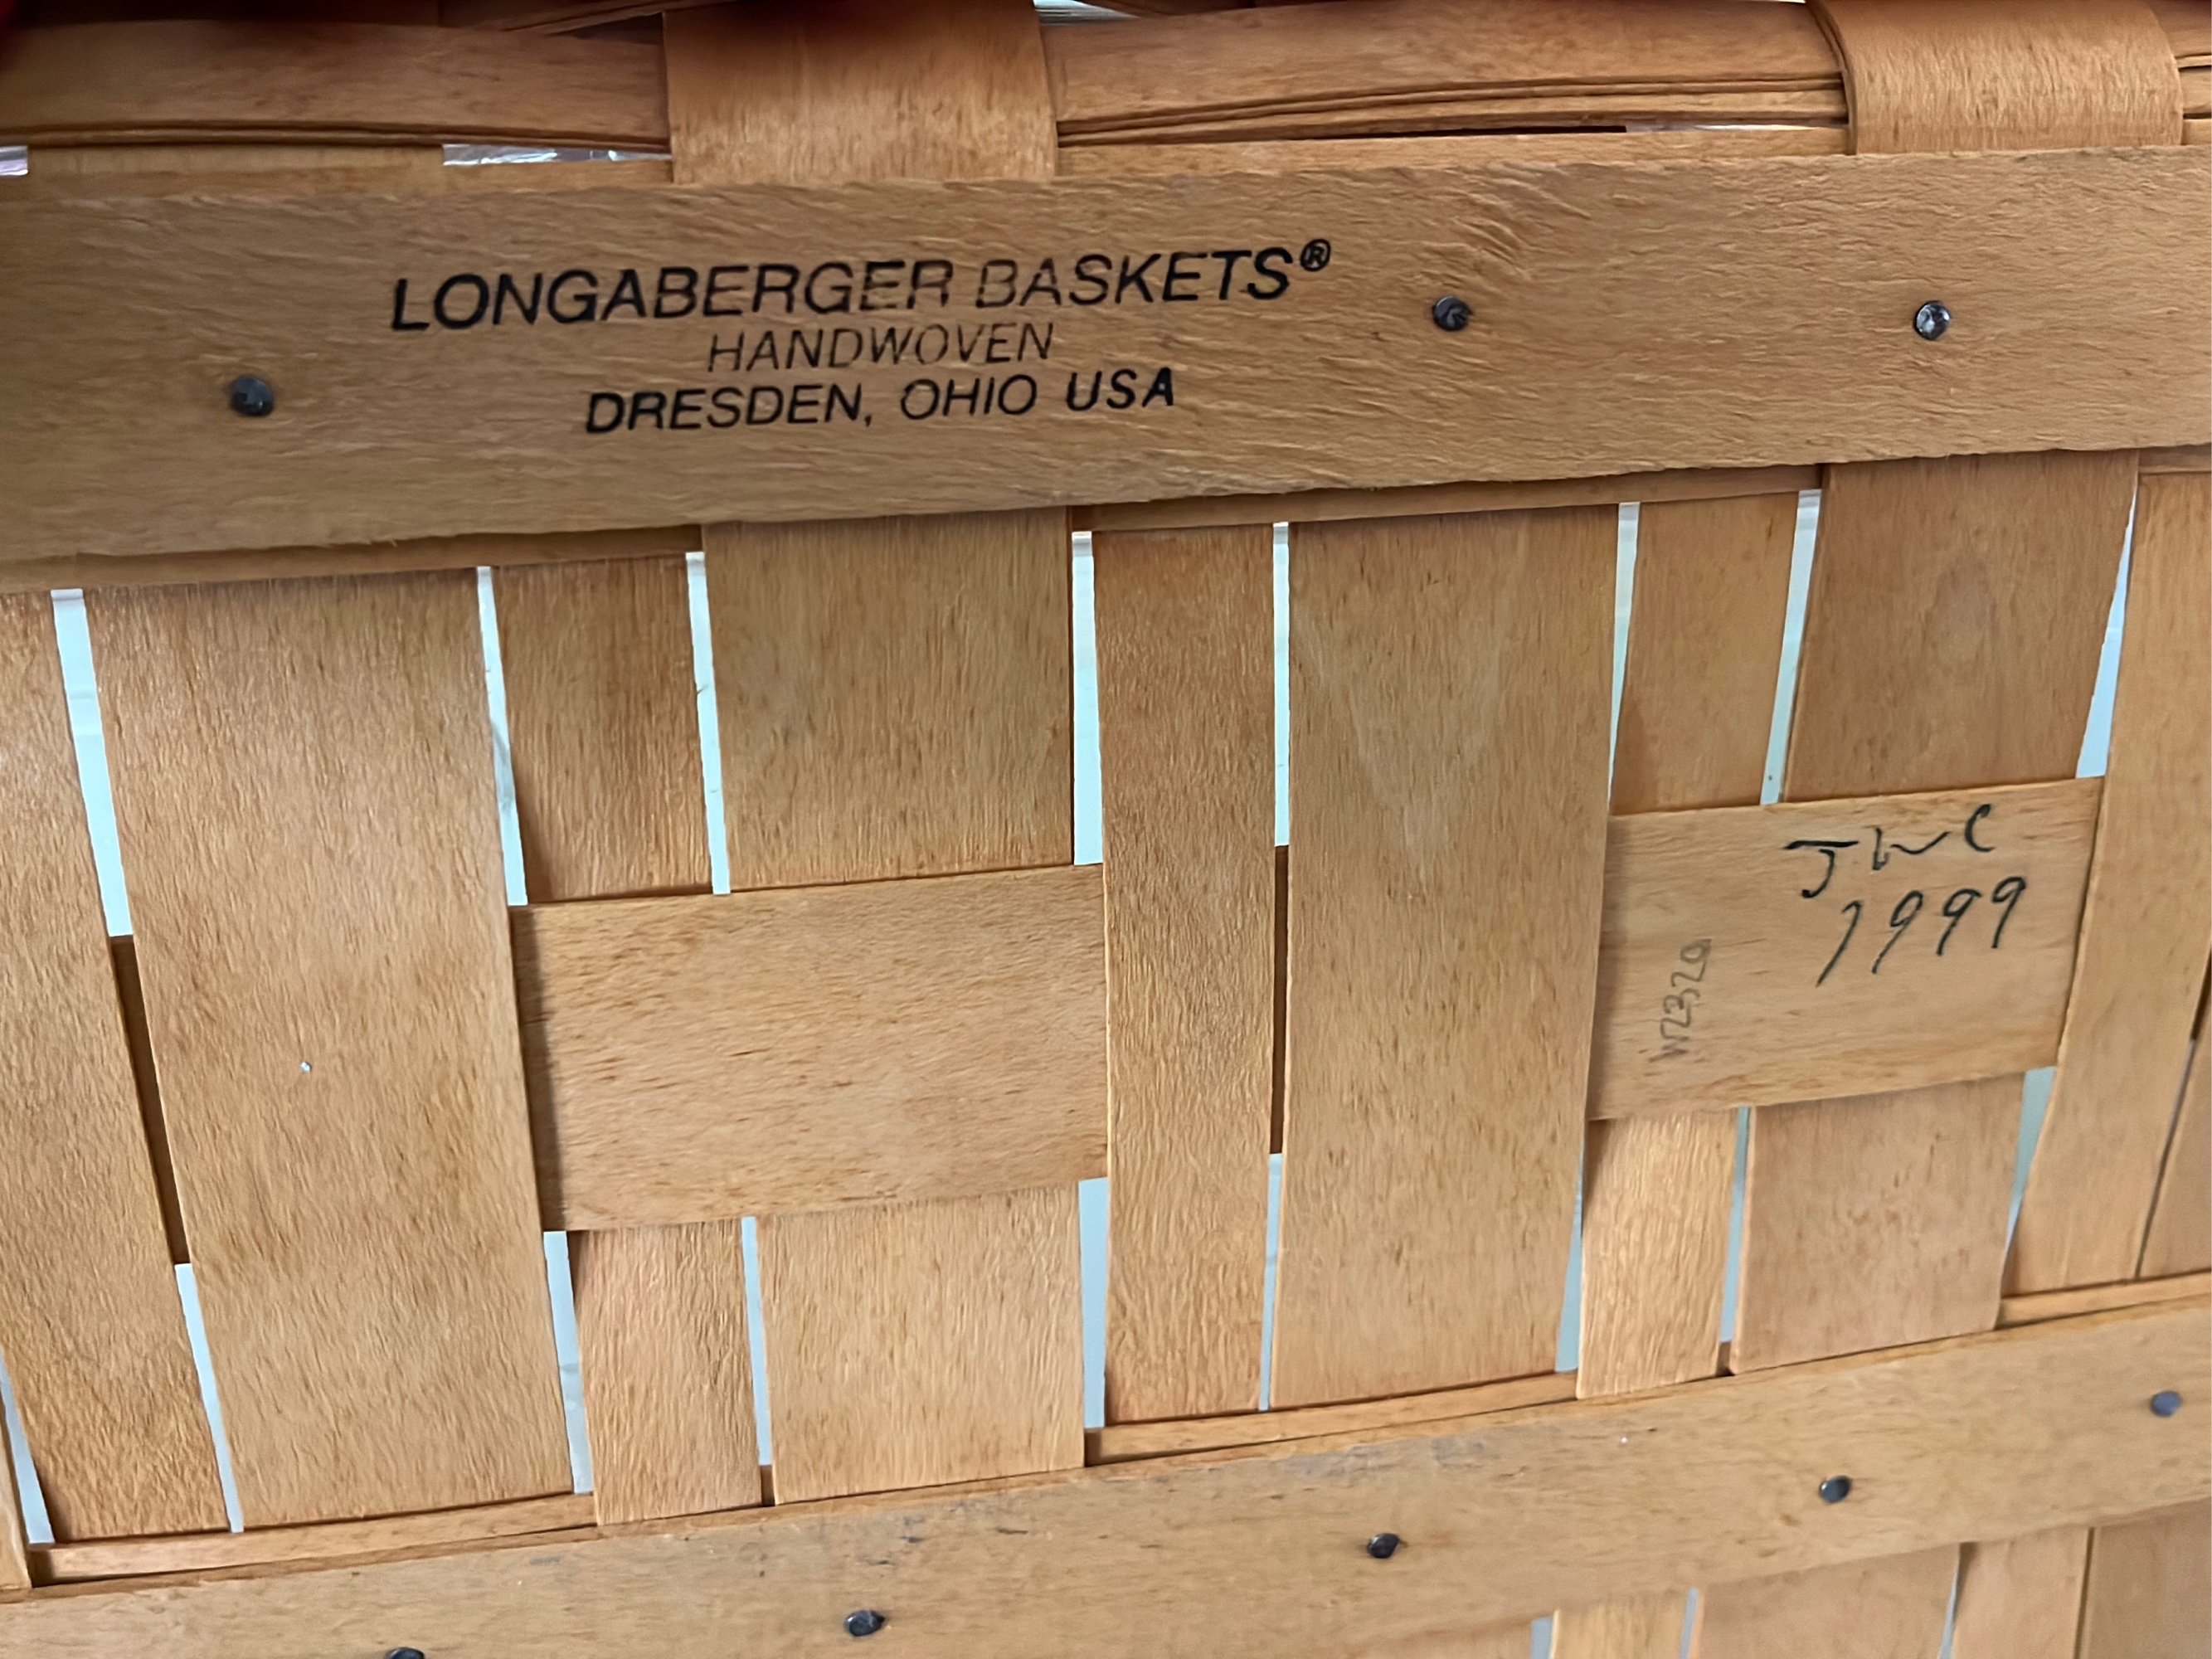 LONGABERGER BASKETS®
HANDWOVEN
DRESDEN, OHIO USA
JWC
1999
W2320